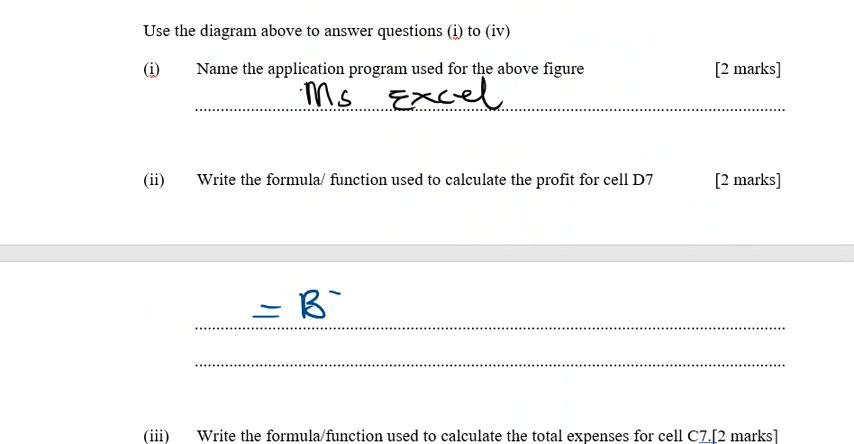 Use the diagram above to answer questions (i) to (iv)
(i) Name the application program used for the above figure [2 marks]
Ms Excel
(ii) Write the formula/ function used to calculate the profit for cell D7 [2 marks]
= B
(iii) Write the formula/function used to calculate the total expenses for cell C7.[2 marks]